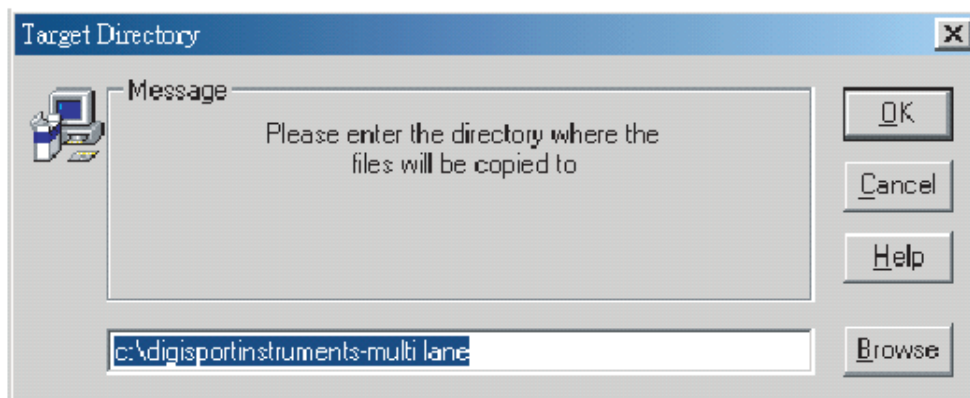 Target Directory
Message
Please enter the directory where the
files will be copied to
OK
Cancel
Help
c:\digisportinstruments-multi lane
Browse